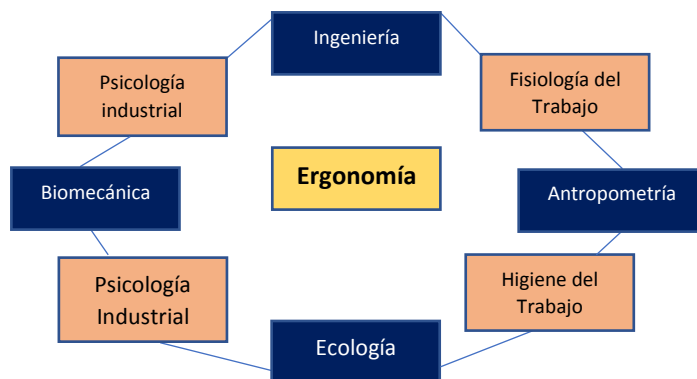 Ingeniería
Psicología
industrial
Fisiología del
Trabajo
Ergonomía
Biomecánica
Antropometría
Psicología
Industrial
Higiene del
Trabajo
Ecología